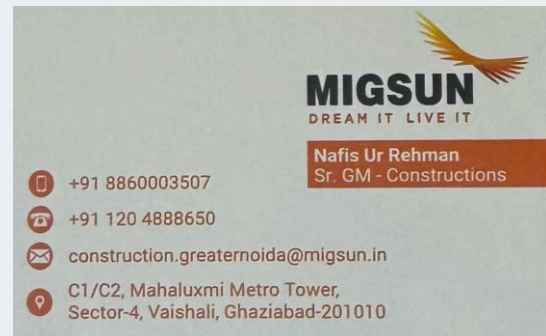 MIGSUN
DREAM IT LIVE IT
Nafis Ur Rehman
Sr. GM - Constructions
+91 8860003507
+91 120 4888650
construction.greaternoida@migsun.in
C1/C2, Mahaluxmi Metro Tower,
Sector-4, Vaishali, Ghaziabad-201010